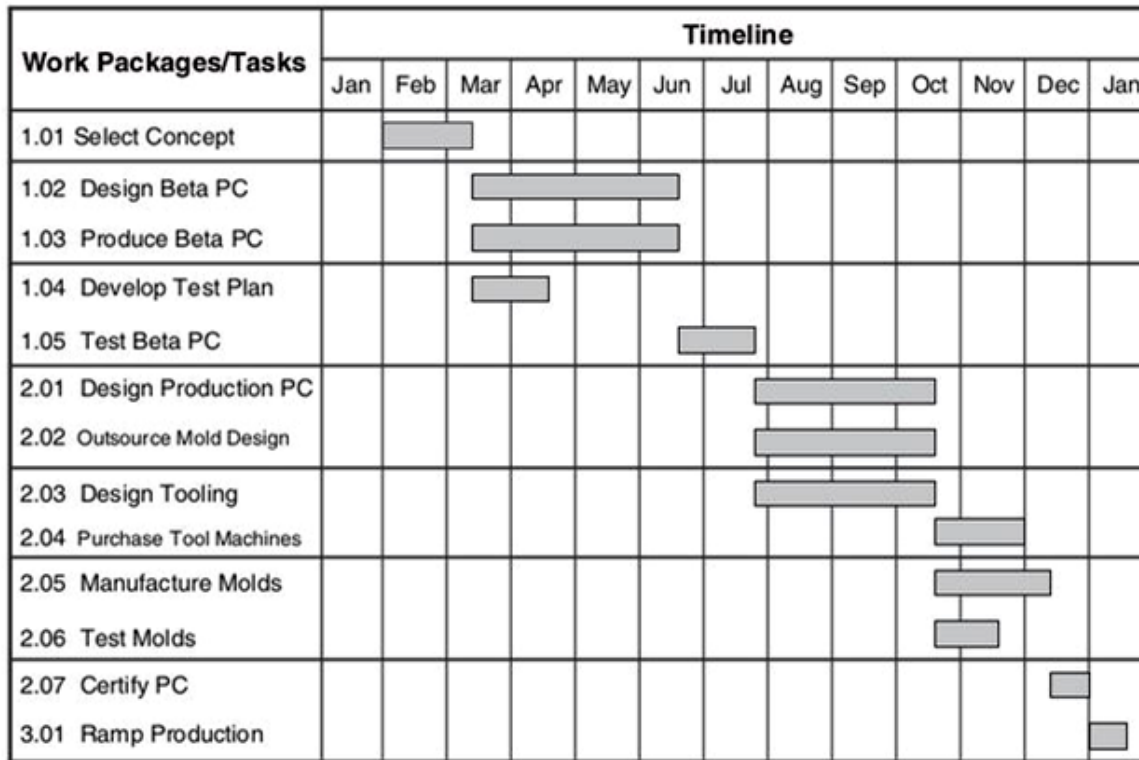 Work Packages/Tasks
Timeline
Jan Feb Mar Apr May Jun Jul Aug Sep Oct Nov Dec Jan
1.01 Select Concept
1.02 Design Beta PC
1.03 Produce Beta PC
1.04 Develop Test Plan
1.05 Test Beta PC
2.01 Design Production PC
2.02 Outsource Mold Design
2.03 Design Tooling
2.04 Purchase Tool Machines
2.05 Manufacture Molds
2.06 Test Molds
2.07 Certify PC
3.01 Ramp Production